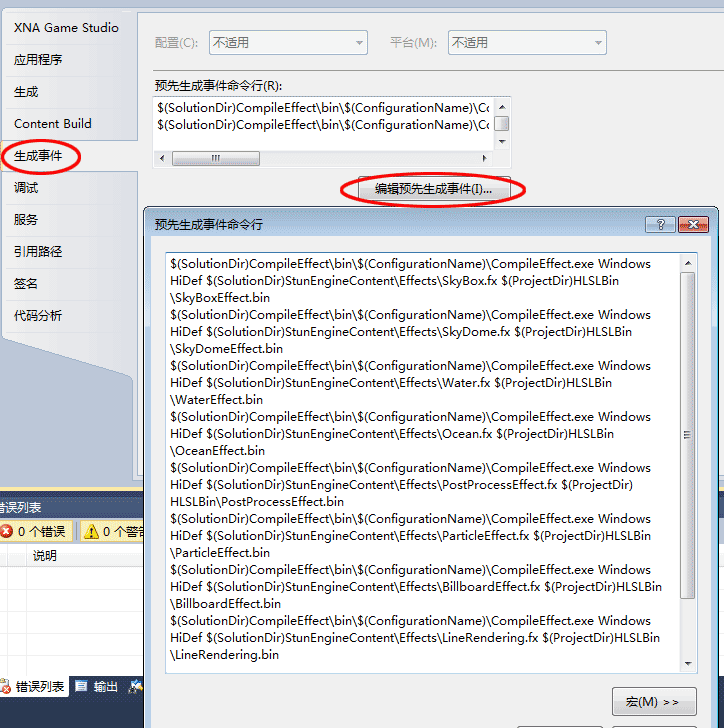 XNA Game Studio
应用程序
生成
Content Build
生成事件
调试
服务
引用路径
签名
代码分析
配置(C):
不适用
平台(M):
不适用
预先生成事件命令行(R):
$(SolutionDir)CompileEffect\bin\$(ConfigurationName)\Cc
$(SolutionDir)CompileEffect\bin\$(ConfigurationName)\Cc
编辑预先生成事件(I)...
预先生成事件命令行
$(SolutionDir)CompileEffect\bin\$(ConfigurationName)\CompileEffect.exe Windows
HiDef $(SolutionDir)StunEngineContent\Effects\SkyBox.fx $(ProjectDir)HLSLBin
\SkyBoxEffect.bin
$(SolutionDir)CompileEffect\bin\$(ConfigurationName)\CompileEffect.exe Windows
HiDef $(SolutionDir)StunEngineContent\Effects\SkyDome.fx $(ProjectDir)HLSLBin
\SkyDomeEffect.bin
$(SolutionDir)CompileEffect\bin\$(ConfigurationName)\CompileEffect.exe Windows
HiDef $(SolutionDir)StunEngineContent\Effects\Water.fx $(ProjectDir)HLSLBin
\WaterEffect.bin
$(SolutionDir)CompileEffect\bin\$(ConfigurationName)\CompileEffect.exe Windows
HiDef $(SolutionDir)StunEngineContent\Effects\Ocean.fx $(ProjectDir)HLSLBin
\OceanEffect.bin
$(SolutionDir)CompileEffect\bin\$(ConfigurationName)\CompileEffect.exe Windows
HiDef $(SolutionDir)StunEngineContent\Effects\PostProcessEffect.fx $(ProjectDir)
HLSLBin\PostProcessEffect.bin
$(SolutionDir)CompileEffect\bin\$(ConfigurationName)\CompileEffect.exe Windows
HiDef $(SolutionDir)StunEngineContent\Effects\ParticleEffect.fx $(ProjectDir)HLSLBin
\ParticleEffect.bin
$(SolutionDir)CompileEffect\bin\$(ConfigurationName)\CompileEffect.exe Windows
HiDef $(SolutionDir)StunEngineContent\Effects\BillboardEffect.fx $(ProjectDir)HLSLBin
\BillboardEffect.bin
$(SolutionDir)CompileEffect\bin\$(ConfigurationName)\CompileEffect.exe Windows
HiDef $(SolutionDir)StunEngineContent\Effects\LineRendering.fx $(ProjectDir)HLSLBin
\LineRendering.bin
宏(M) >>
错误列表
0 个错误
0 个警告
说明
错误列表
输出